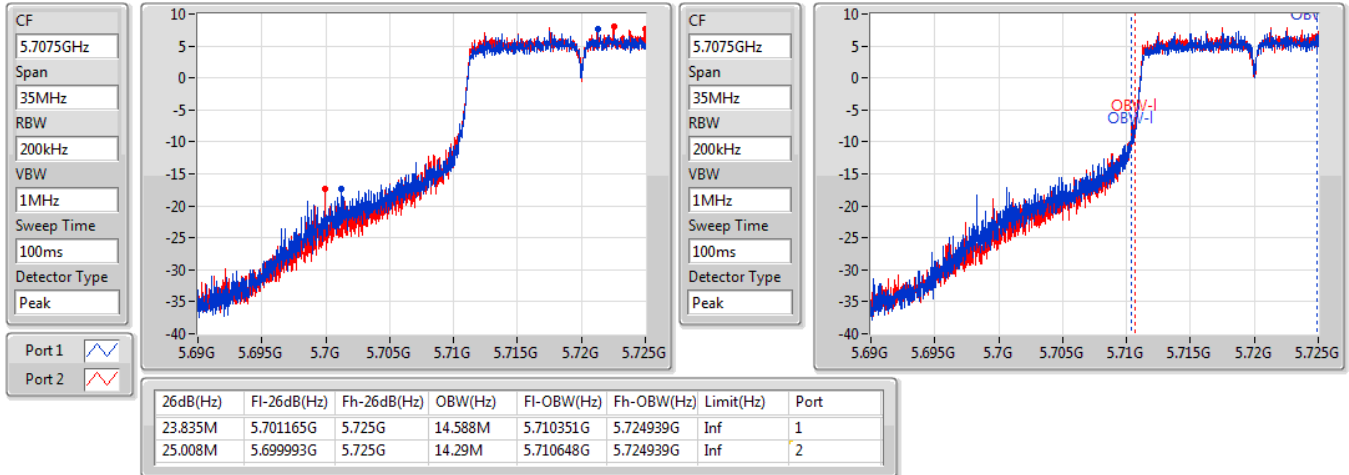 CF
5.7075GHz
Span
35MHz
RBW
200kHz
VBW
1MHz
Sweep Time
100ms
Detector Type
Peak
Port 1
Port 2
10-
5-
0-
-5-
-10-
-15-
-20-
-25-
-30-
-35-
-40-
5.69G 5.695G 5.7G 5.705G 5.71G 5.715G 5.72G 5.725G
CF
5.7075GHz
Span
35MHz
RBW
200kHz
VBW
1MHz
Sweep Time
100ms
Detector Type
Peak
10-
5-
0-
-5-
-10-
-15-
-20-
-25-
-30-
-35-
-40-
OBW-l
OBW-l
5.69G 5.695G 5.7G 5.705G 5.71G 5.715G 5.72G 5.725G
26dB(Hz) Fl-26dB(Hz) Fh-26dB(Hz) OBW(Hz) Fl-OBW(Hz) Fh-OBW(Hz) Limit(Hz) Port
23.835M 5.701165G 5.725G 14.588M 5.710351G 5.724939G Inf 1
25.008M 5.699993G 5.725G 14.29M 5.710648G 5.724939G Inf 2